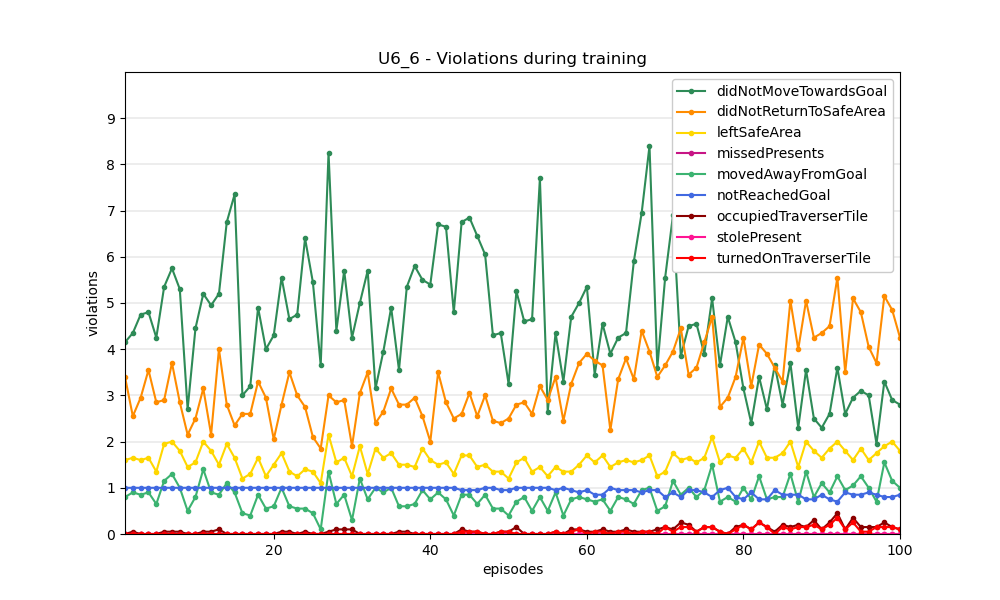 U6_6 - Violations during training
violations
9
8
7
6
5
4
3
2
1
0
20
40
60
80
100
episodes
didNotMoveTowardsGoal
didNotReturnToSafeArea
leftSafeArea
missedPresents
movedAwayFromGoal
notReachedGoal
occupiedTraverserTile
stolePresent
turnedOnTraverserTile